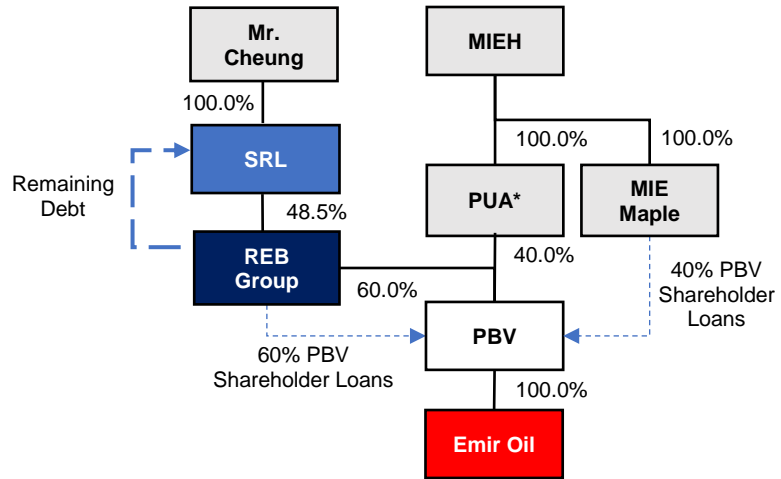 Mr.
Cheung
MIEH
100.0%
100.0%
100.0%
SRL
Remaining
Debt
PUA*
MIE
Maple
48.5%
REB
Group
40.0%
60.0%
40% PBV
Shareholder
Loans
PBV
60% PBV
Shareholder Loans
100.0%
Emir Oil